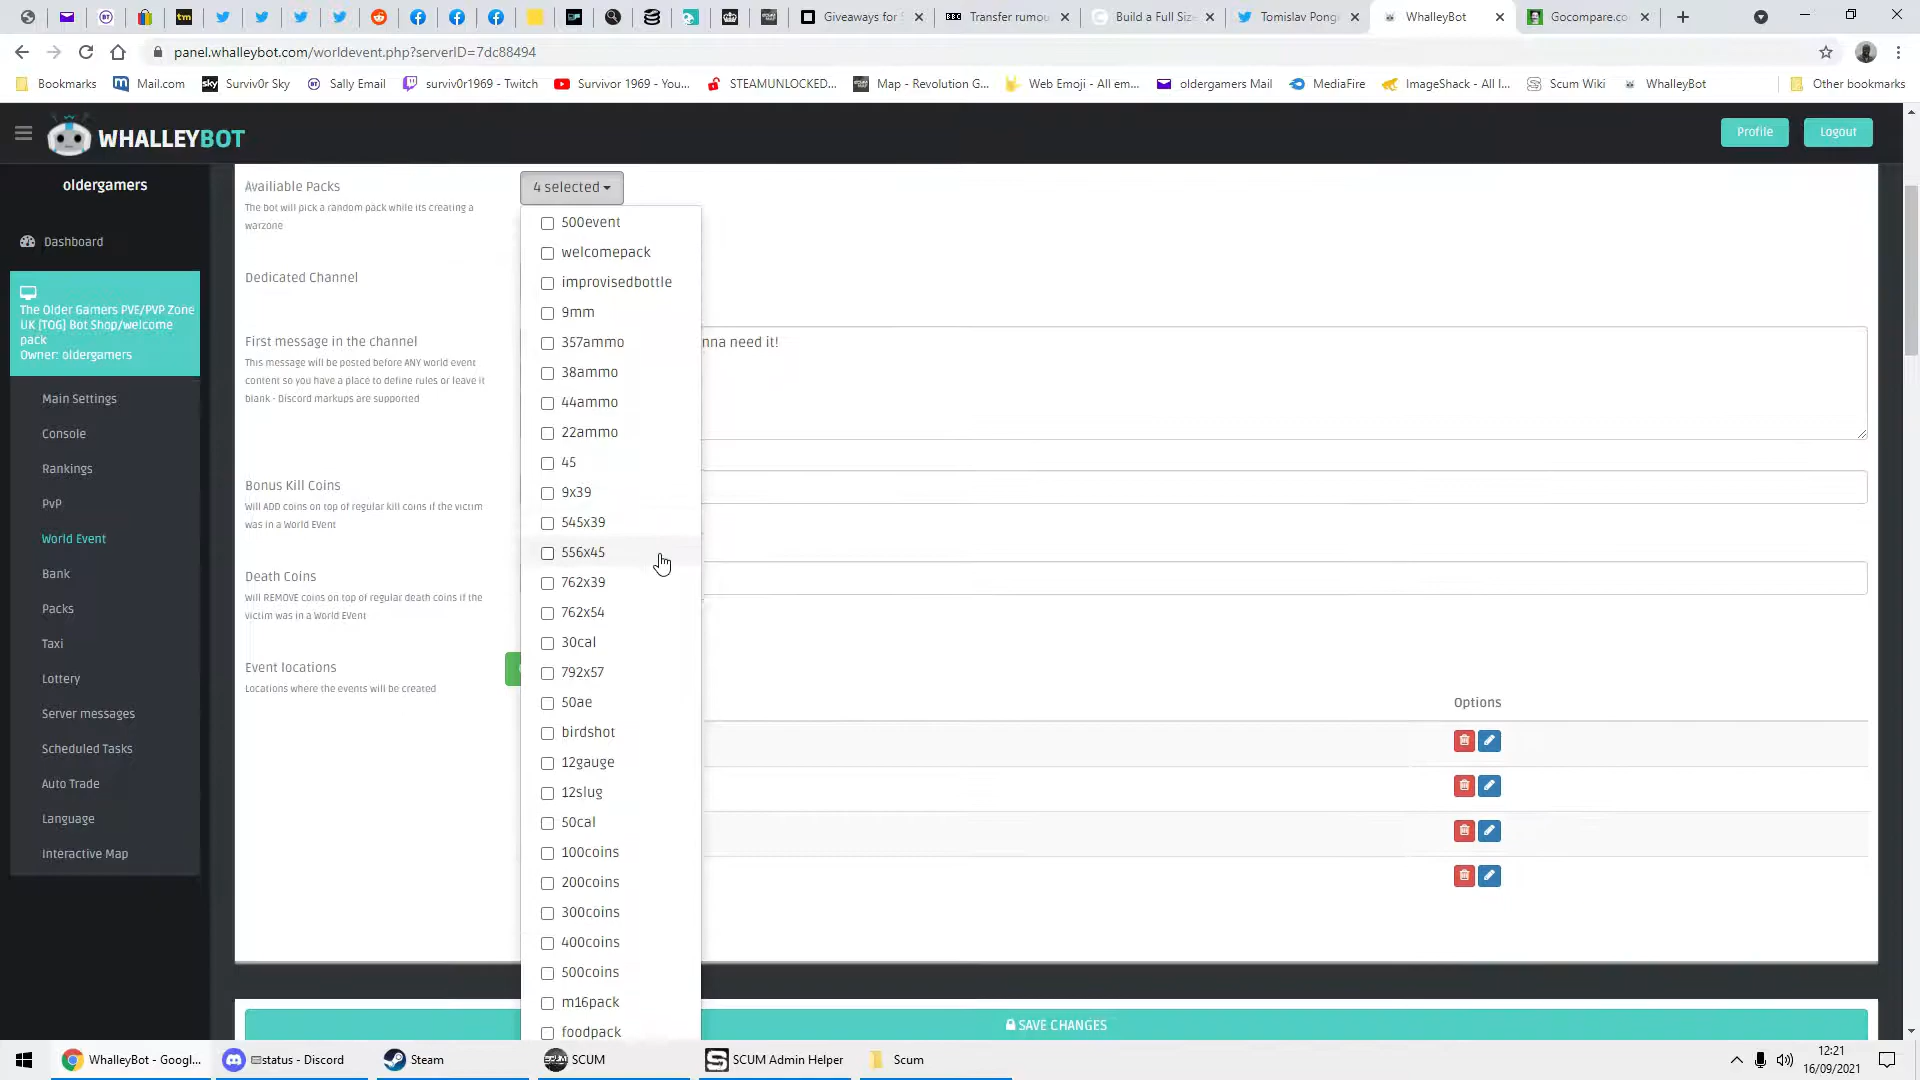 Giveaways for S
Transfer rumou
Build a Full Size
Tomislav Pong
WhalleyBot
Gocompare.co
panel.whalleybot.com/worldevent.php?serverID=7dc88494
Bookmarks
Mail.com
Surviv0r Sky
Sally Email
surviv0r1969 - Twitch
Survivor 1969 - You...
STEAMUNLOCKED...
Map - Revolution G...
Web Emoji - All em...
oldergamers Mail
MediaFire
ImageShack - All I...
Scum Wiki
WhalleyBot
Other bookmarks
WHALLEYBOT
Profile
Logout
oldergamers
Dashboard
The Older Gamers PVE/PVP Zone
UK [TOG] Bot Shop/welcome
pack
Owner: oldergamers
Main Settings
Console
Rankings
PvP
World Event
Bank
Packs
Taxi
Lottery
Server messages
Scheduled Tasks
Auto Trade
Language
Interactive Map
Availiable Packs
The bot will pick a random pack while its creating a
warzone
4 selected
500event
welcomepack
improvisedbottle
9mm
357ammo
38ammo
44ammo
22ammo
45
9x39
545x39
556x45
762x39
762x54
30cal
792x57
50ae
birdshot
12gauge
12slug
50cal
100coins
200coins
300coins
400coins
500coins
m16pack
foodpack
Dedicated Channel
First message in the channel
This message will be posted before ANY world event
content so you have a place to define rules or leave it
blank - Discord markups are supported
nna need it!
Bonus Kill Coins
Will ADD coins on top of regular kill coins if the victim
was in a World EVent
Death Coins
Will REMOVE coins on top of regular death coins if the
victim was in a World EVent
Event locations
Locations where the events will be created
Options
SAVE CHANGES
WhalleyBot - Googl...
status - Discord
Steam
SCUM
SCUM Admin Helper
Scum
12:21
16/09/2021